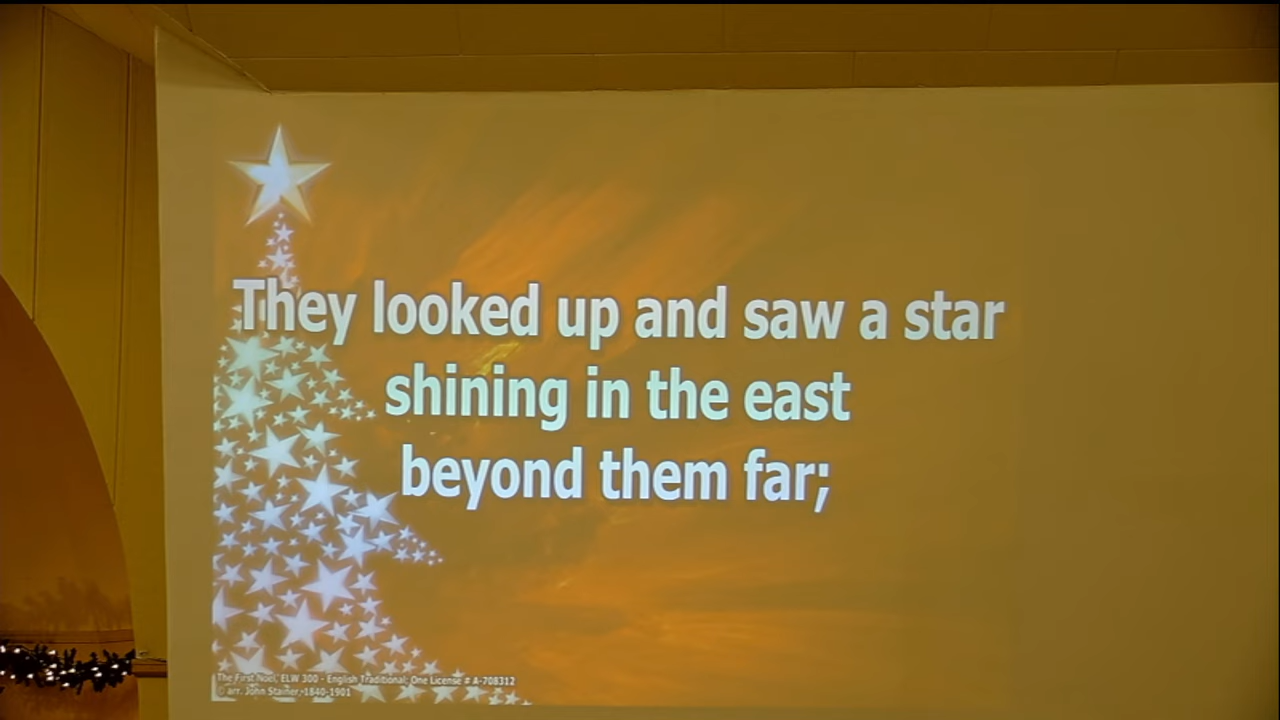 They looked up and saw a star
shining in the east
beyond them far;
The First Noel, ELW 300 - English Traditional; One License # A-708312
© arr. John Stainer, 1840-1901